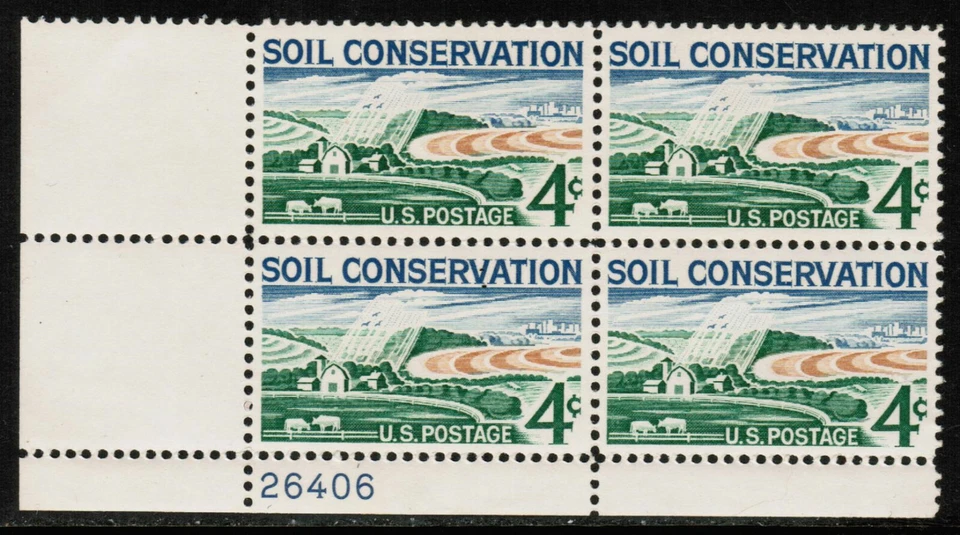 SOIL CONSERVATION SOIL CONSERVATION
4¢ 4¢
U.S. POSTAGE U.S. POSTAGE
SOIL CONSERVATION SOIL CONSERVATION
4¢ 4¢
U.S. POSTAGE U.S. POSTAGE
26406